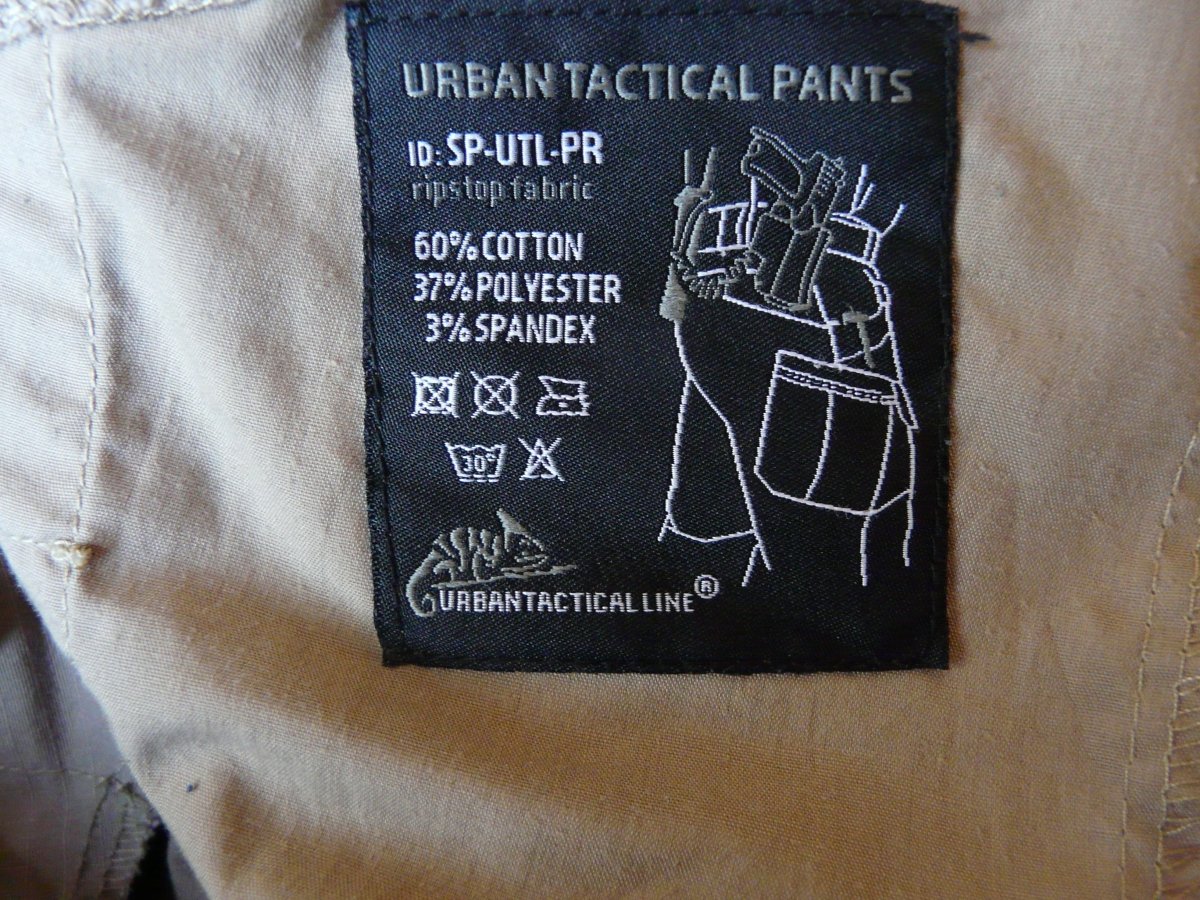 URBAN TACTICAL PANTS
ID: SP-UTL-PR
ripstop fabric
60% COTTON
37% POLYESTER
3% SPANDEX
30°
URBANTACTICAL LINE®